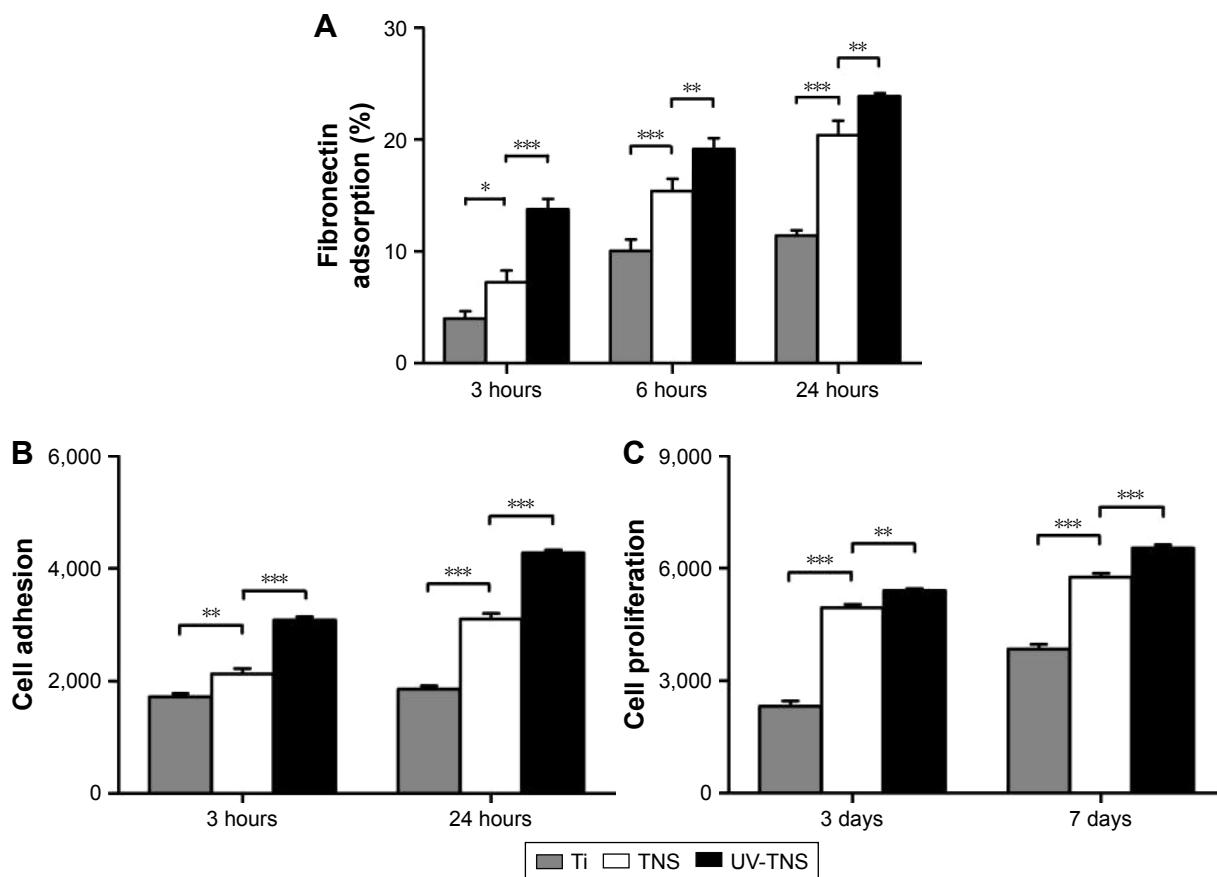 A
Fibronectin
adsorption (%)
30
20
10
0
*
***
***
**
***
**
3 hours
6 hours
24 hours
B
Cell adhesion
6,000
4,000
2,000
0
**
***
***
***
3 hours
24 hours
C
Cell proliferation
9,000
6,000
3,000
0
***
**
***
***
3 days
7 days
Ti TNS UV-TNS